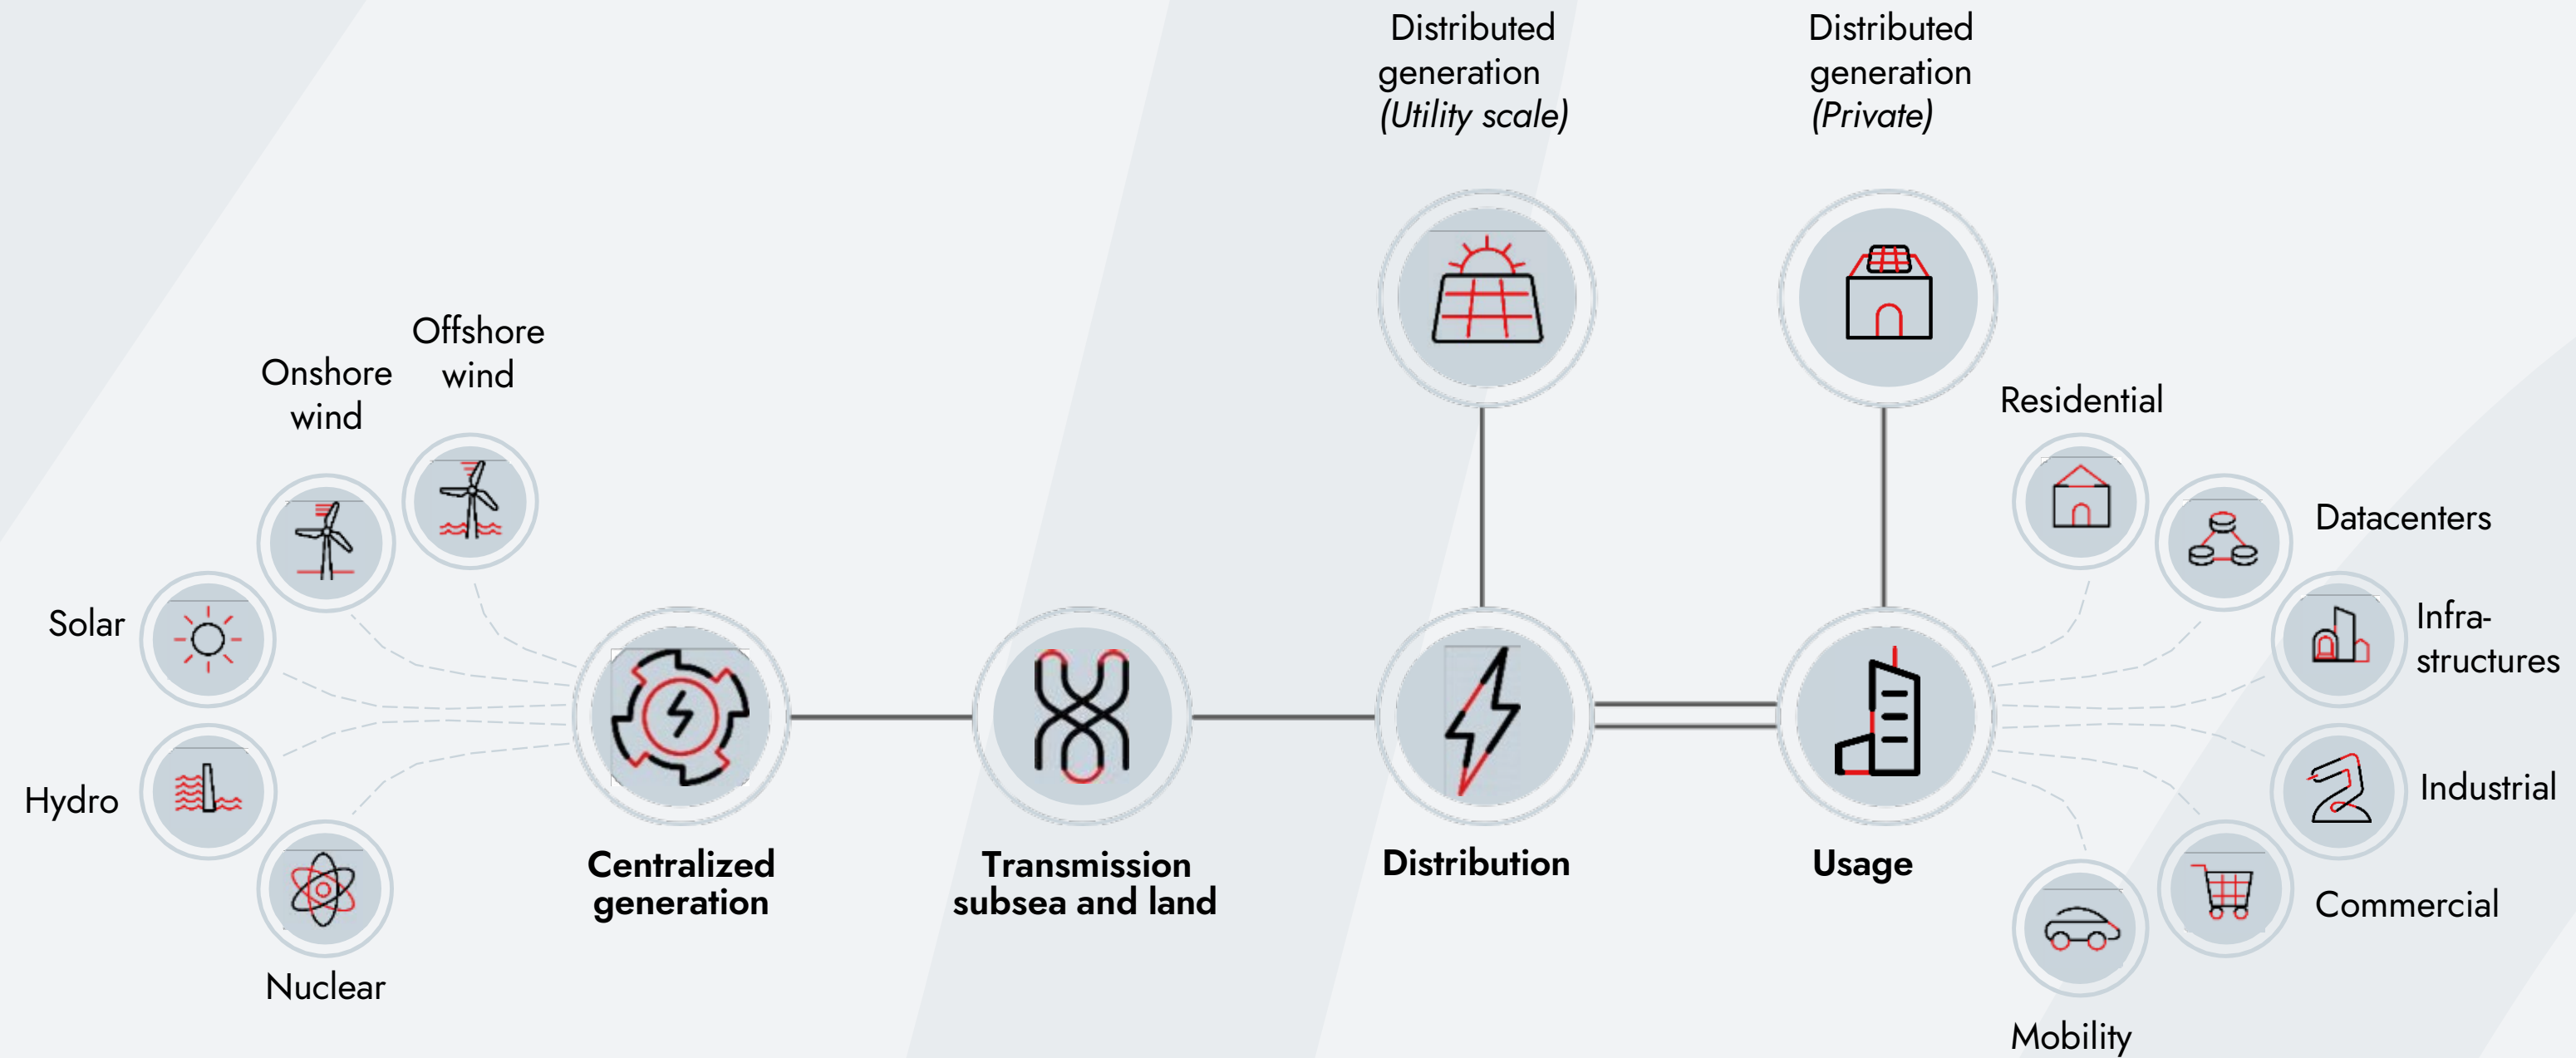 Distributed
generation
(Utility scale)
Distributed
generation
(Private)
Offshore
wind
Onshore
wind
Solar
Hydro
Nuclear
Centralized
generation
Transmission
subsea and land
Distribution
Usage
Residential
Datacenters
Infra-
structures
Industrial
Commercial
Mobility